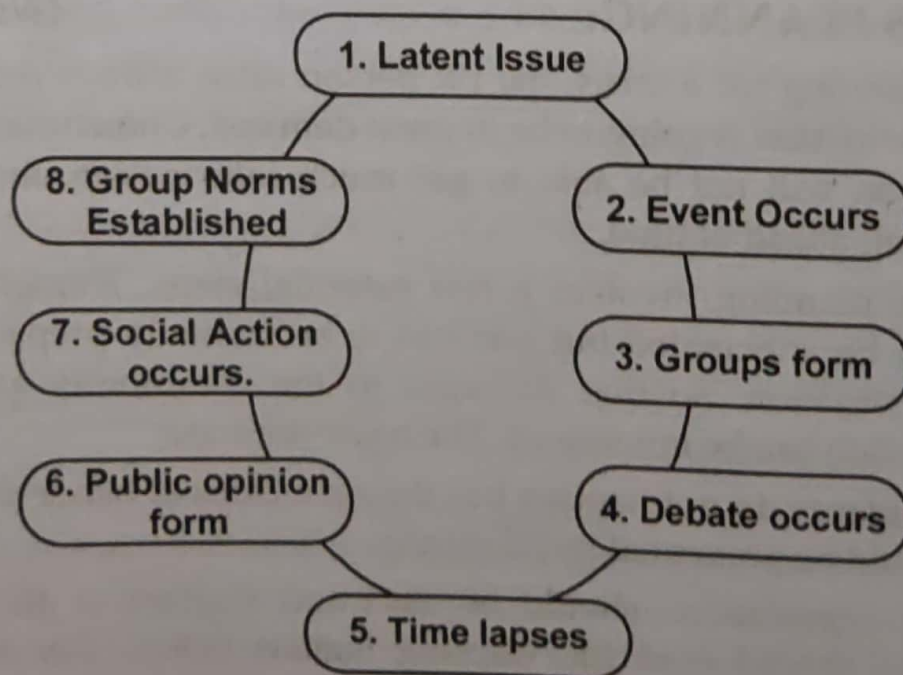 1. Latent Issue
2. Event Occurs
3. Groups form
4. Debate occurs
5. Time lapses
6. Public opinion
form
7. Social Action
occurs.
8. Group Norms
Established